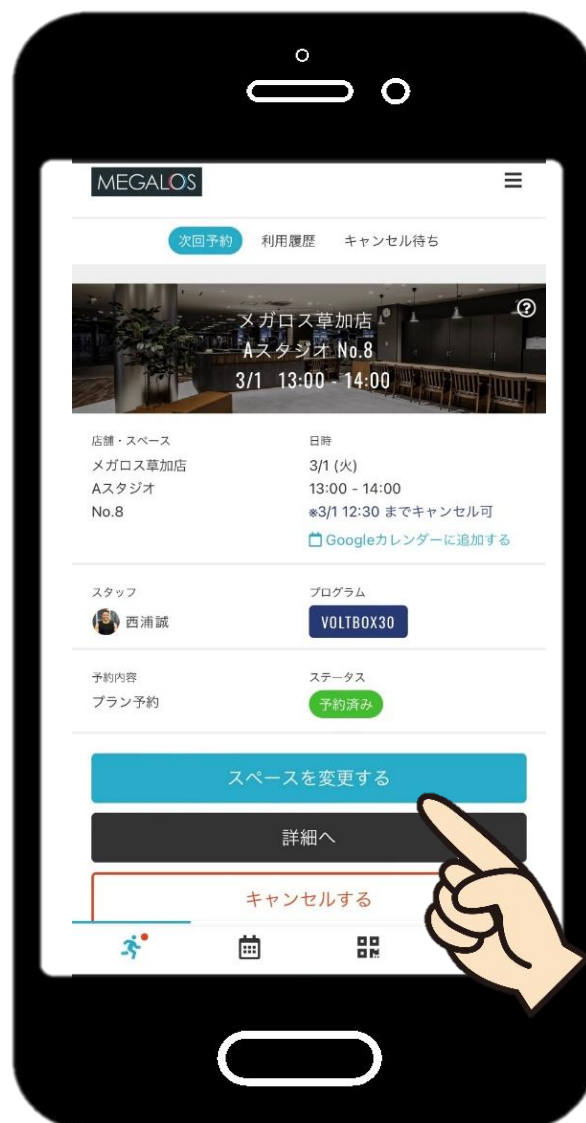 MEGALOS
次回予約 利用履歴 キャンセル待ち
メガロス草加店
Aスタジオ No.8
3/1 13:00 - 14:00
店舗・スペース
メガロス草加店
Aスタジオ
No.8
日時
3/1 (火)
13:00 - 14:00
※3/1 12:30 までキャンセル可
Googleカレンダーに追加する
スタッフ
西浦誠
プログラム
VOLTBOX30
予約内容
プラン予約
ステータス
予約済み
スペースを変更する
詳細へ
キャンセルする